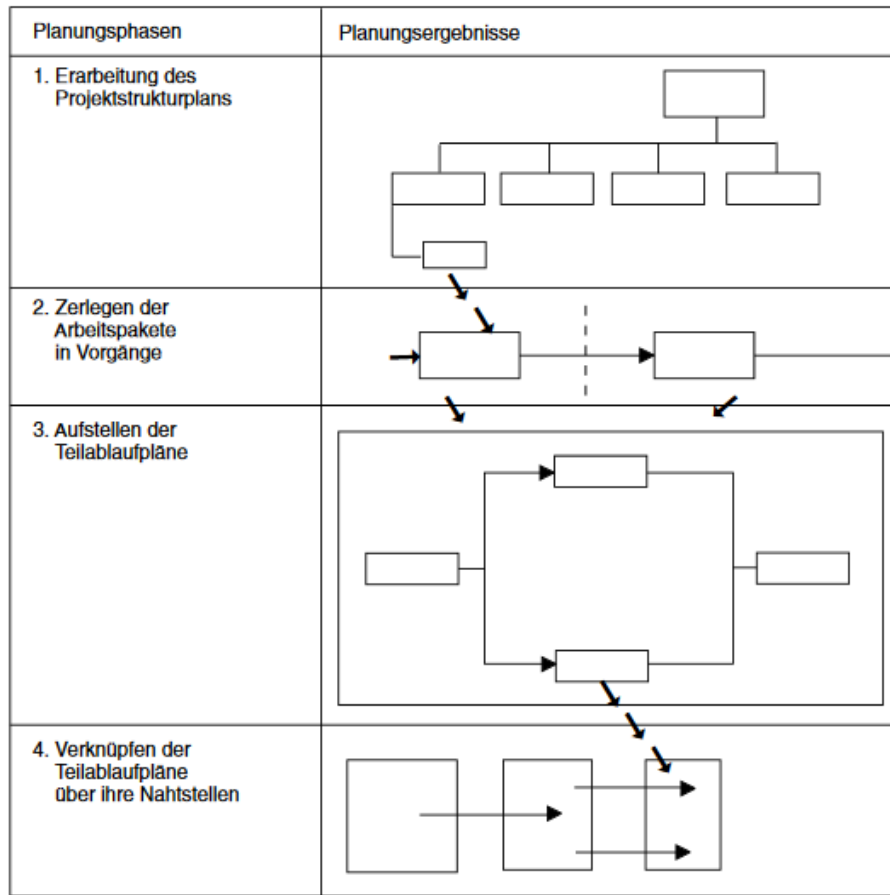 Planungsphasen
Planungsergebnisse
1. Erarbeitung des
Projektstrukturplans
2. Zerlegen der
Arbeitspakete
in Vorgänge
3. Aufstellen der
Teilablaufpläne
4. Verknüpfen der
Teilablaufpläne
über ihre Nahtstellen